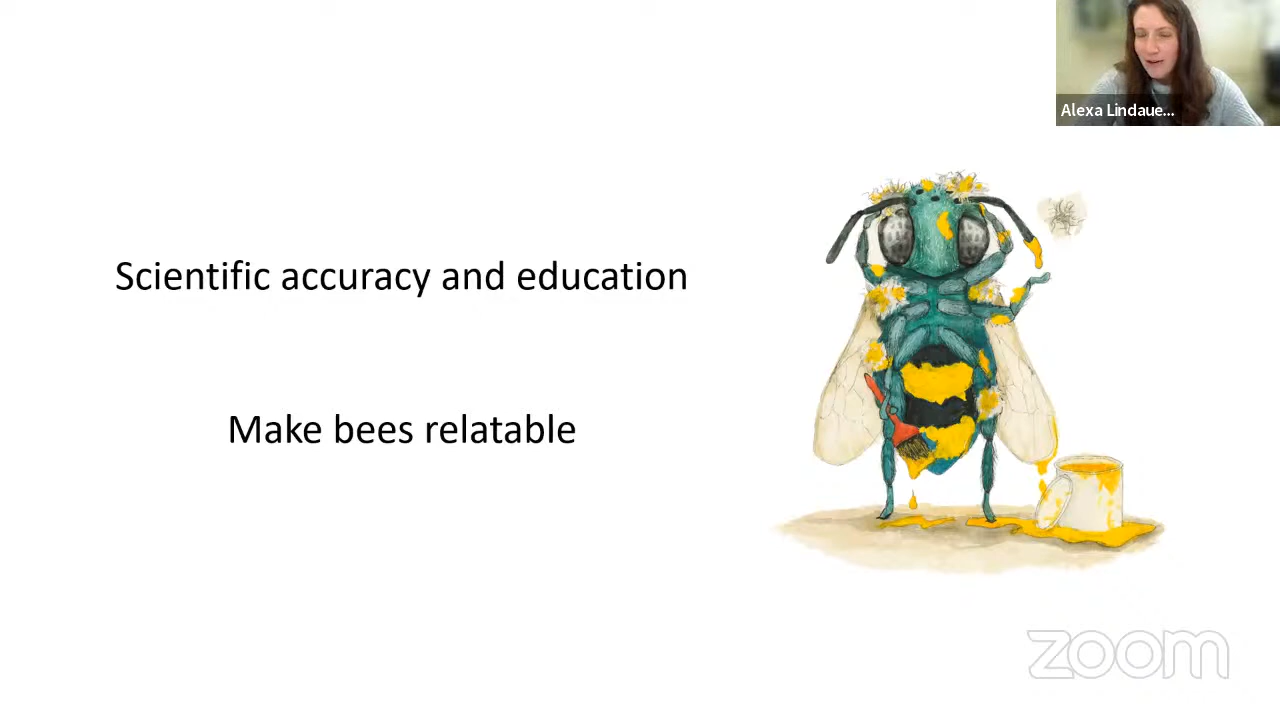 Alexa Lindaue...
Scientific accuracy and education
Make bees relatable
zoom